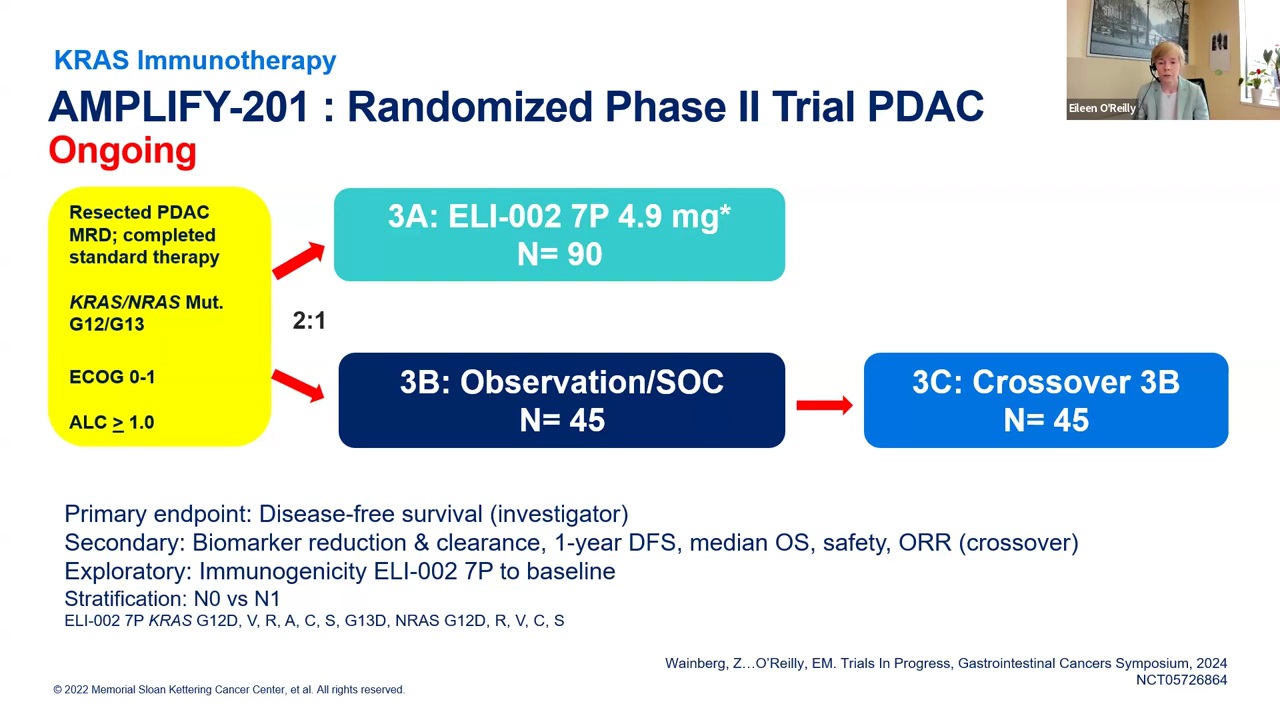 KRAS Immunotherapy
AMPLIFY-201 : Randomized Phase II Trial PDAC
Ongoing
Eileen O'Reilly
Resected PDAC
MRD; completed
standard therapy
KRAS/NRAS Mut.
G12/G13
ECOG 0-1
ALC ≥ 1.0
2:1
3A: ELI-002 7P 4.9 mg*
N= 90
3B: Observation/SOC
N= 45
3C: Crossover 3B
N= 45
Primary endpoint: Disease-free survival (investigator)
Secondary: Biomarker reduction & clearance, 1-year DFS, median OS, safety, ORR (crossover)
Exploratory: Immunogenicity ELI-002 7P to baseline
Stratification: N0 vs N1
ELI-002 7P KRAS G12D, V, R, A, C, S, G13D, NRAS G12D, R, V, C, S
Wainberg, Z…O’Reilly, EM. Trials In Progress, Gastrointestinal Cancers Symposium, 2024
NCT05726864
© 2022 Memorial Sloan Kettering Cancer Center, et al. All rights reserved.